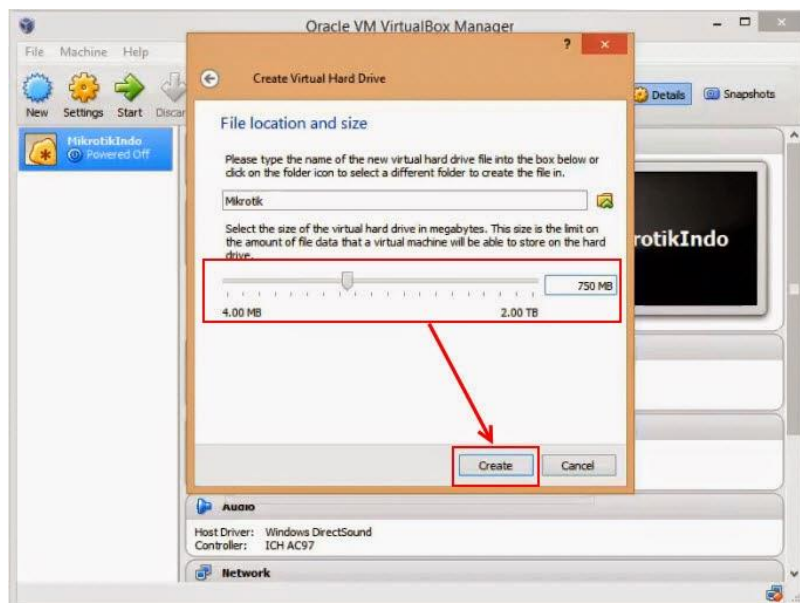 Oracle VM VirtualBox Manager
File Machine Help
New Settings Start Discar
Details Snapshots
MikrotikIndo
Powered Off
? ×
Create Virtual Hard Drive
File location and size
Please type the name of the new virtual hard drive file into the box below or
click on the folder icon to select a different folder to create the file in.
Mikrotik
Select the size of the virtual hard drive in megabytes. This size is the limit on
the amount of file data that a virtual machine will be able to store on the hard
drive.
750 MB
4.00 MB 2.00 TB
Create Cancel
rotikIndo
Audio
Host Driver: Windows DirectSound
Controller: ICH AC97
Network